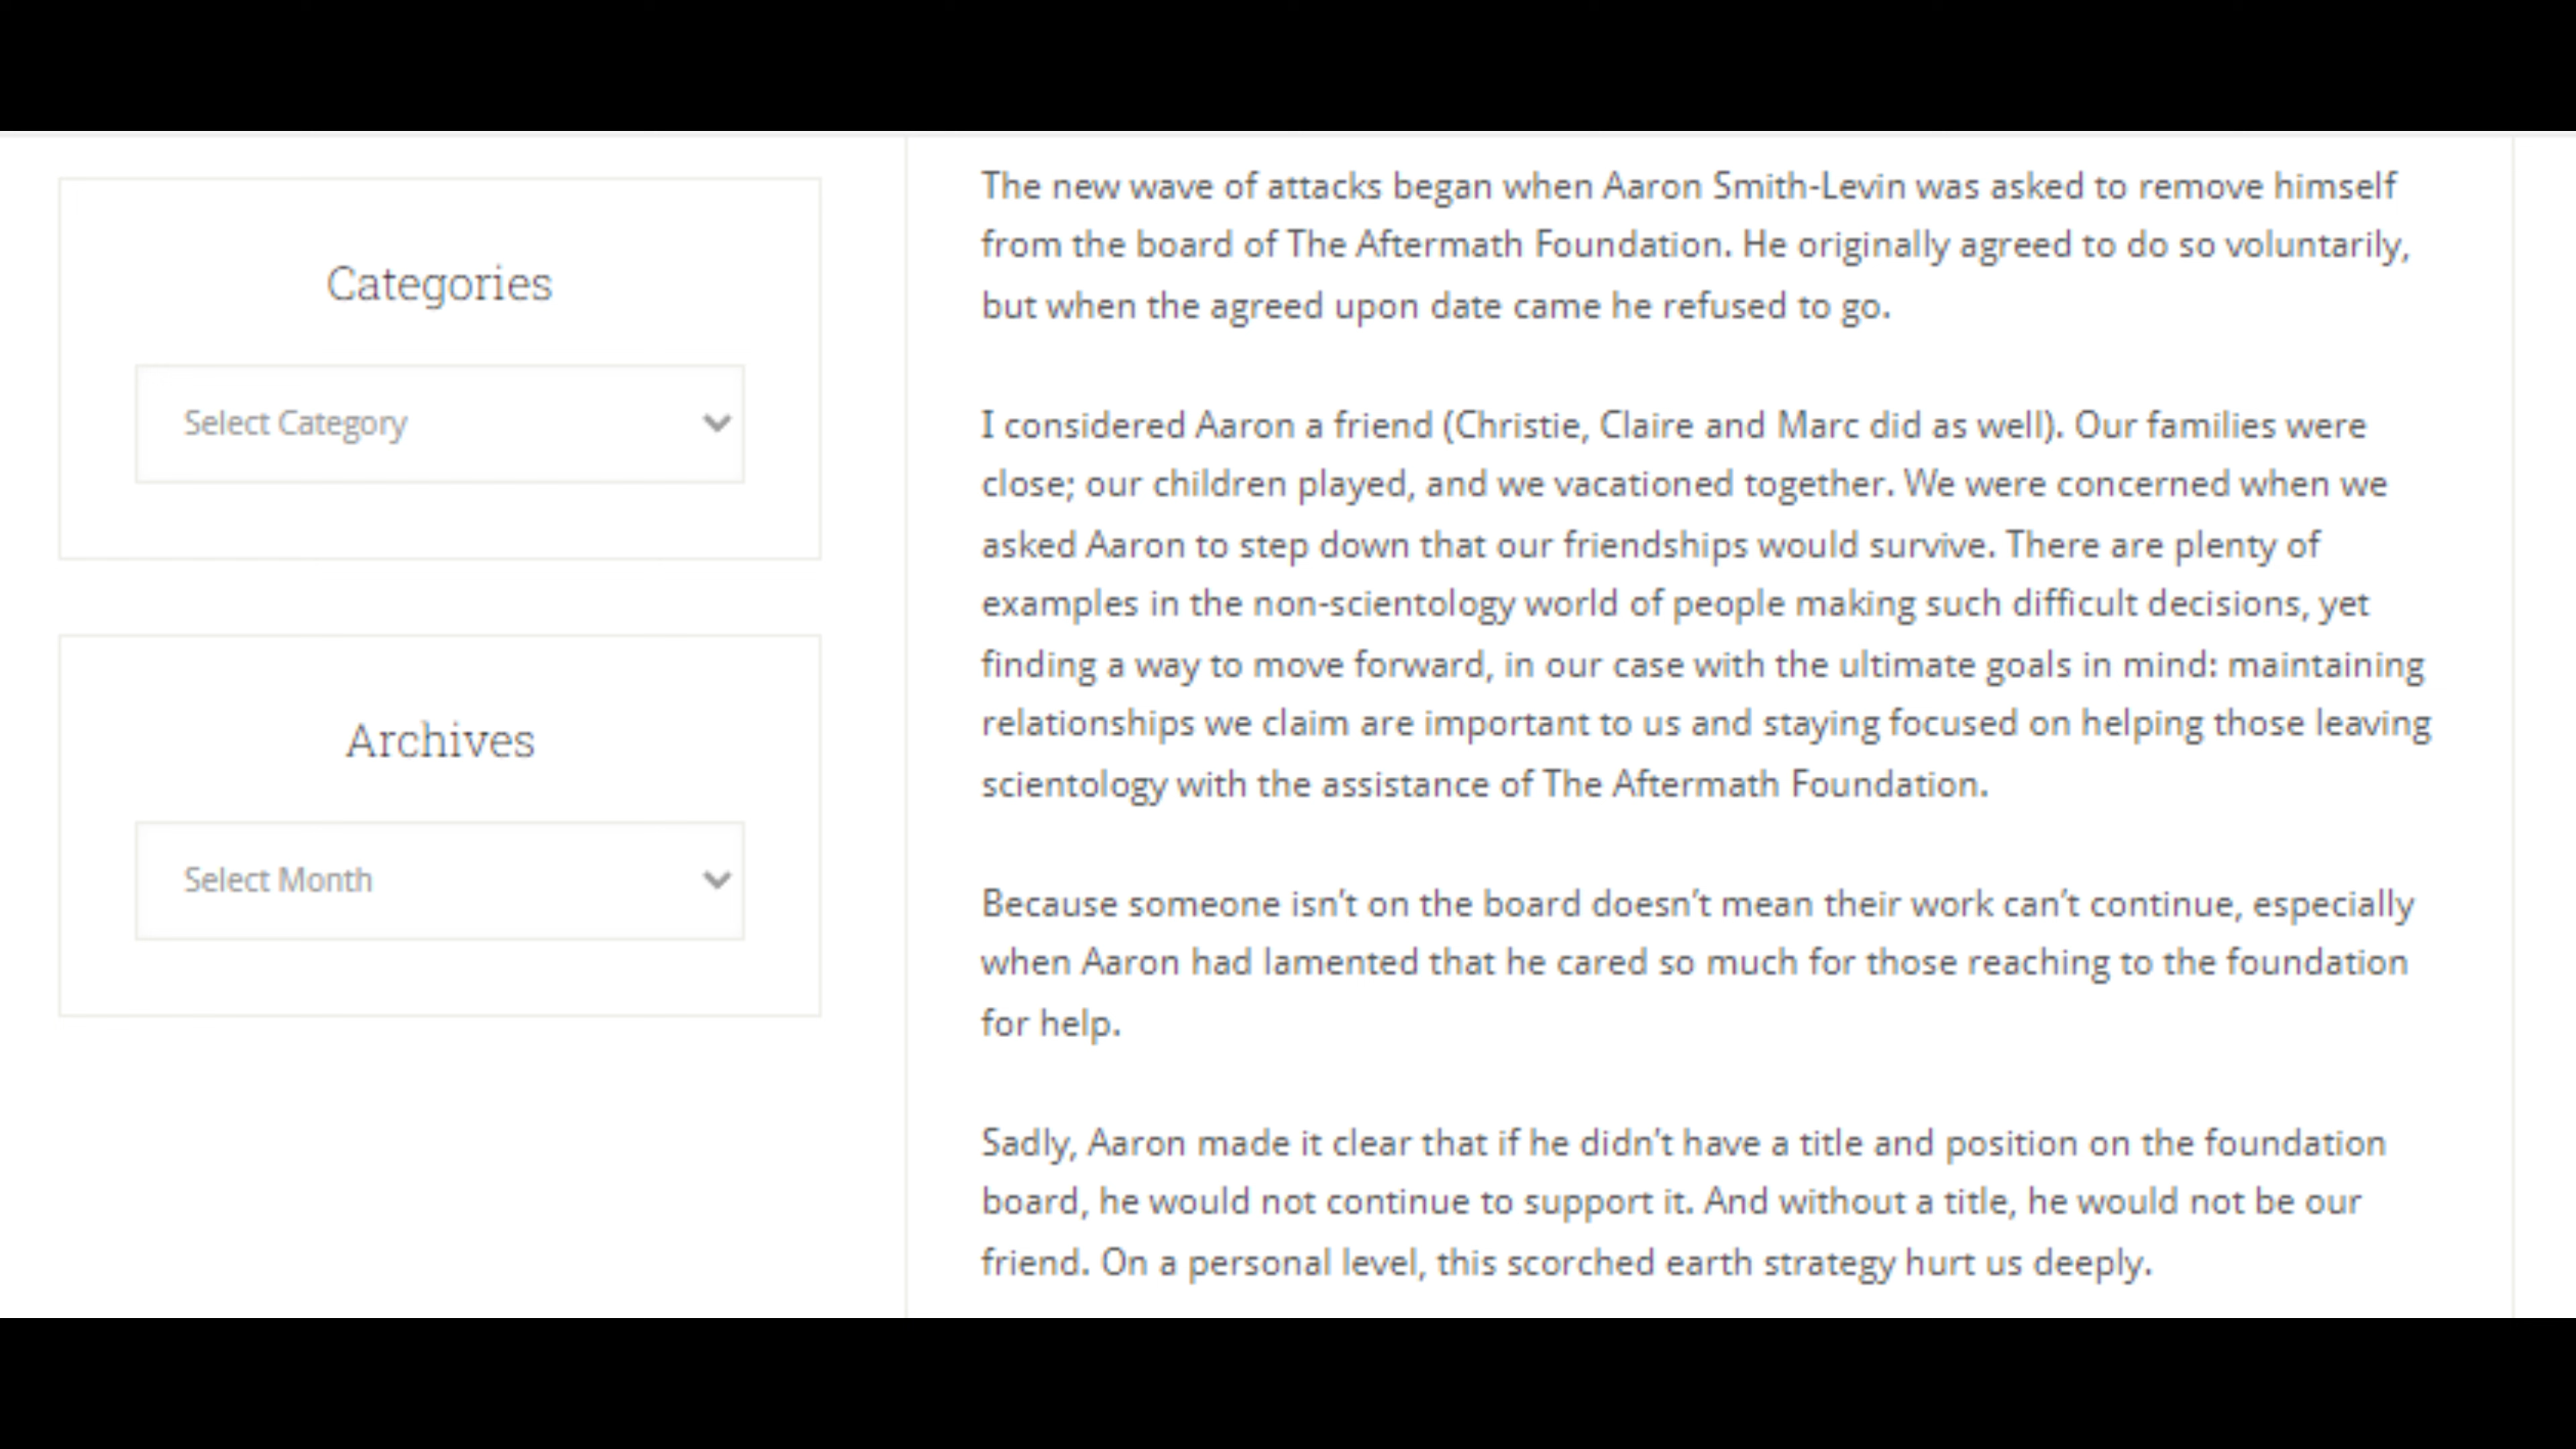 Categories
Select Category
Archives
Select Month
The new wave of attacks began when Aaron Smith-Levin was asked to remove himself
from the board of The Aftermath Foundation. He originally agreed to do so voluntarily,
but when the agreed upon date came he refused to go.
I considered Aaron a friend (Christie, Claire and Marc did as well). Our families were
close; our children played, and we vacationed together. We were concerned when we
asked Aaron to step down that our friendships would survive. There are plenty of
examples in the non-scientology world of people making such difficult decisions, yet
finding a way to move forward, in our case with the ultimate goals in mind: maintaining
relationships we claim are important to us and staying focused on helping those leaving
scientology with the assistance of The Aftermath Foundation.
Because someone isn’t on the board doesn’t mean their work can’t continue, especially
when Aaron had lamented that he cared so much for those reaching to the foundation
for help.
Sadly, Aaron made it clear that if he didn’t have a title and position on the foundation
board, he would not continue to support it. And without a title, he would not be our
friend. On a personal level, this scorched earth strategy hurt us deeply.